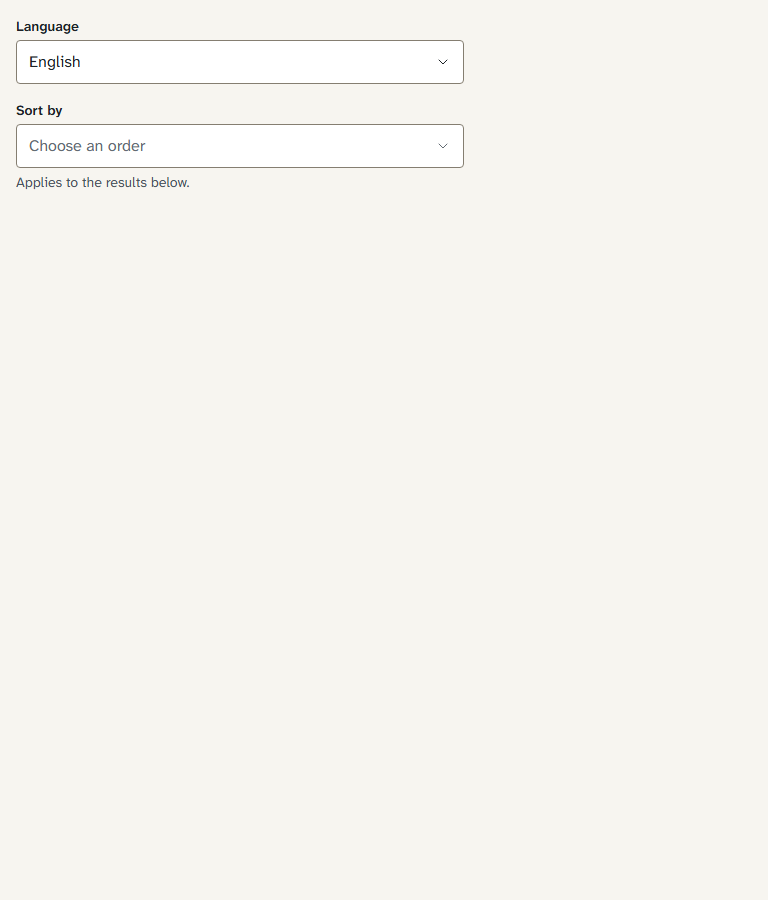 Language
English
Sort by
Choose an order
Applies to the results below.